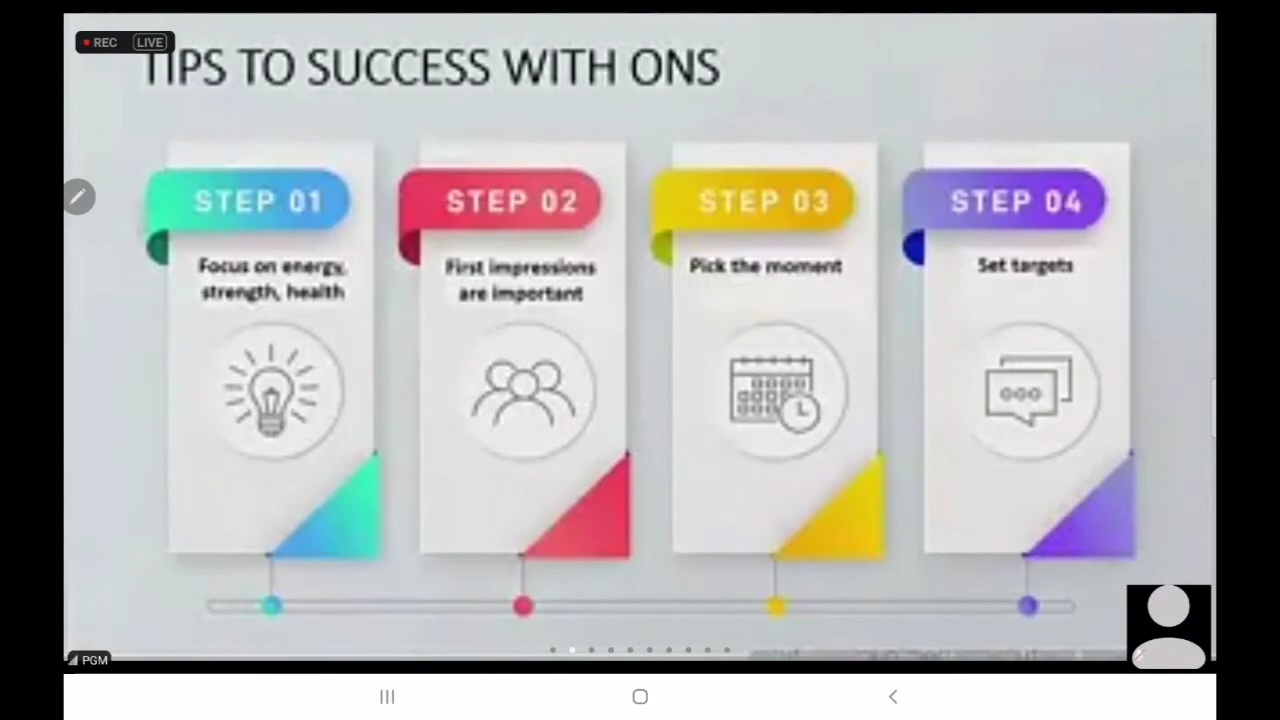 REC LIVE
TIPS TO SUCCESS WITH ONS
STEP 01
Focus on energy,
strength, health
STEP 02
First impressions
are important
STEP 03
Pick the moment
STEP 04
Set targets
PGM